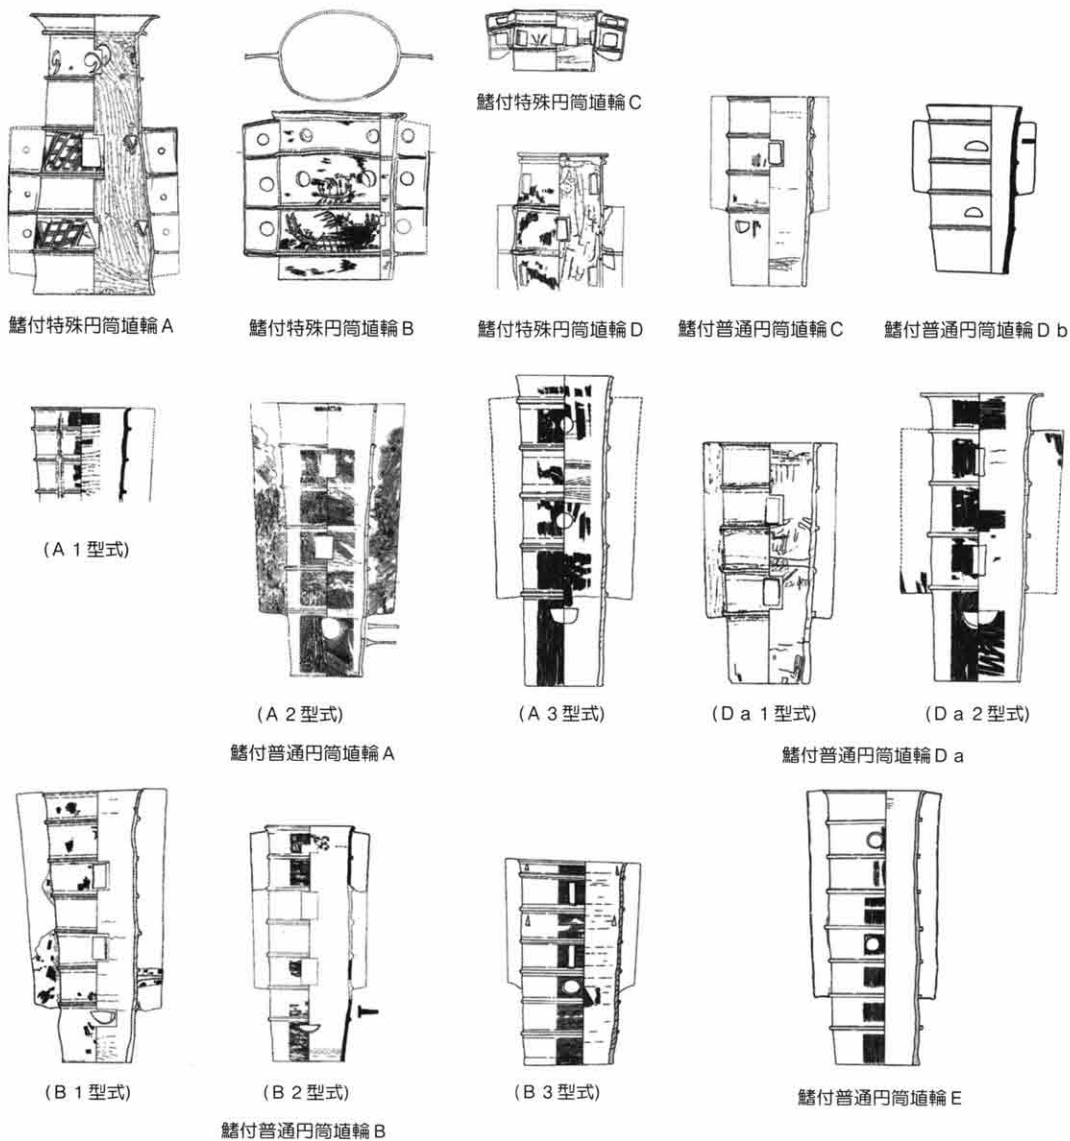 鰭付特殊円筒埴輪C
鰭付特殊円筒埴輪A
鰭付特殊円筒埴輪B
鰭付特殊円筒埴輪D
鰭付普通円筒埴輪C
鰭付普通円筒埴輪Db
(A1型式)
(A2型式)
(A3型式)
(Da1型式)
(Da2型式)
鰭付普通円筒埴輪A
鰭付普通円筒埴輪Da
(B1型式)
(B2型式)
(B3型式)
鰭付普通円筒埴輪E
鰭付普通円筒埴輪B